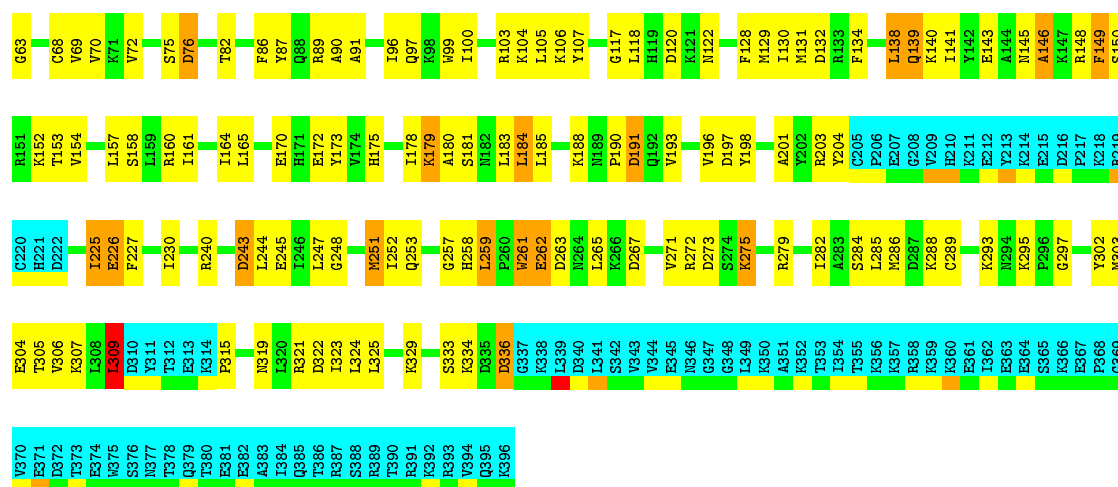 G63 C68 V69 V70 K71 V72 S75 D76 T82 F86 Y87 Q88 R89 A90 A91 I96 Q97 K98 W99 I100 R103 K104 L105 K106 Y107 G117 L118 H119 D120 K121 N122 F128 M129 I130 M131 D132 R133 F134 L138 Q139 K140 I141 Y142 E143 A144 N145 A146 K147 R148 F149 S150
R151 K152 T153 V154 L157 S158 L159 R160 I161 I164 L165 E170 H171 E172 Y173 V174 H175 I178 K179 A180 S181 N182 L183 L184 L185 K188 N189 P190 D191 Q192 V193 V196 D197 Y198 A201 Y202 R203 Y204 C205 P206 E207 G208 V209 H210 K211 E212 Y213 K214 E215 D216 P217 K218 R219
C220 H221 D222 I225 E226 F227 I230 R240 D243 L244 E245 I246 L247 G248 M251 I252 Q253 G257 H258 L259 P260 W261 E262 D263 N264 L265 K266 D267 V271 R272 D273 S274 K275 R279 I282 A283 S284 L285 M286 D287 K288 C289 K293 N294 K295 P296 G297 Y302 M303
E304 T305 V306 K307 L308 L309 D310 Y311 T312 E313 K314 P315 N319 L320 R321 D322 I323 L324 L325 K329 S333 K334 D335 D336 G337 K338 L339 D340 L341 S342 V343 V344 E345 N346 G347 G348 L349 K350 A351 K352 T353 I354 T355 K356 K357 R358 K359 K360 E361 I362 E363 E364 S365 K366 E367 P368 C369
V370 E371 D372 T373 E374 W375 S376 N377 T378 Q379 T380 E381 E382 A383 I384 Q385 T386 R387 S388 R389 T390 R391 K392 R393 V394 Q395 K396